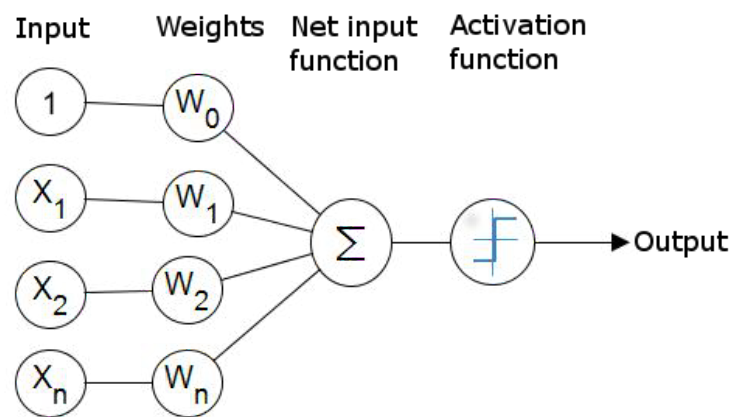 Input
Weights
Net input
function
Activation
function
1
W0
X1
W1
Σ
Output
X2
W2
Xn
Wn